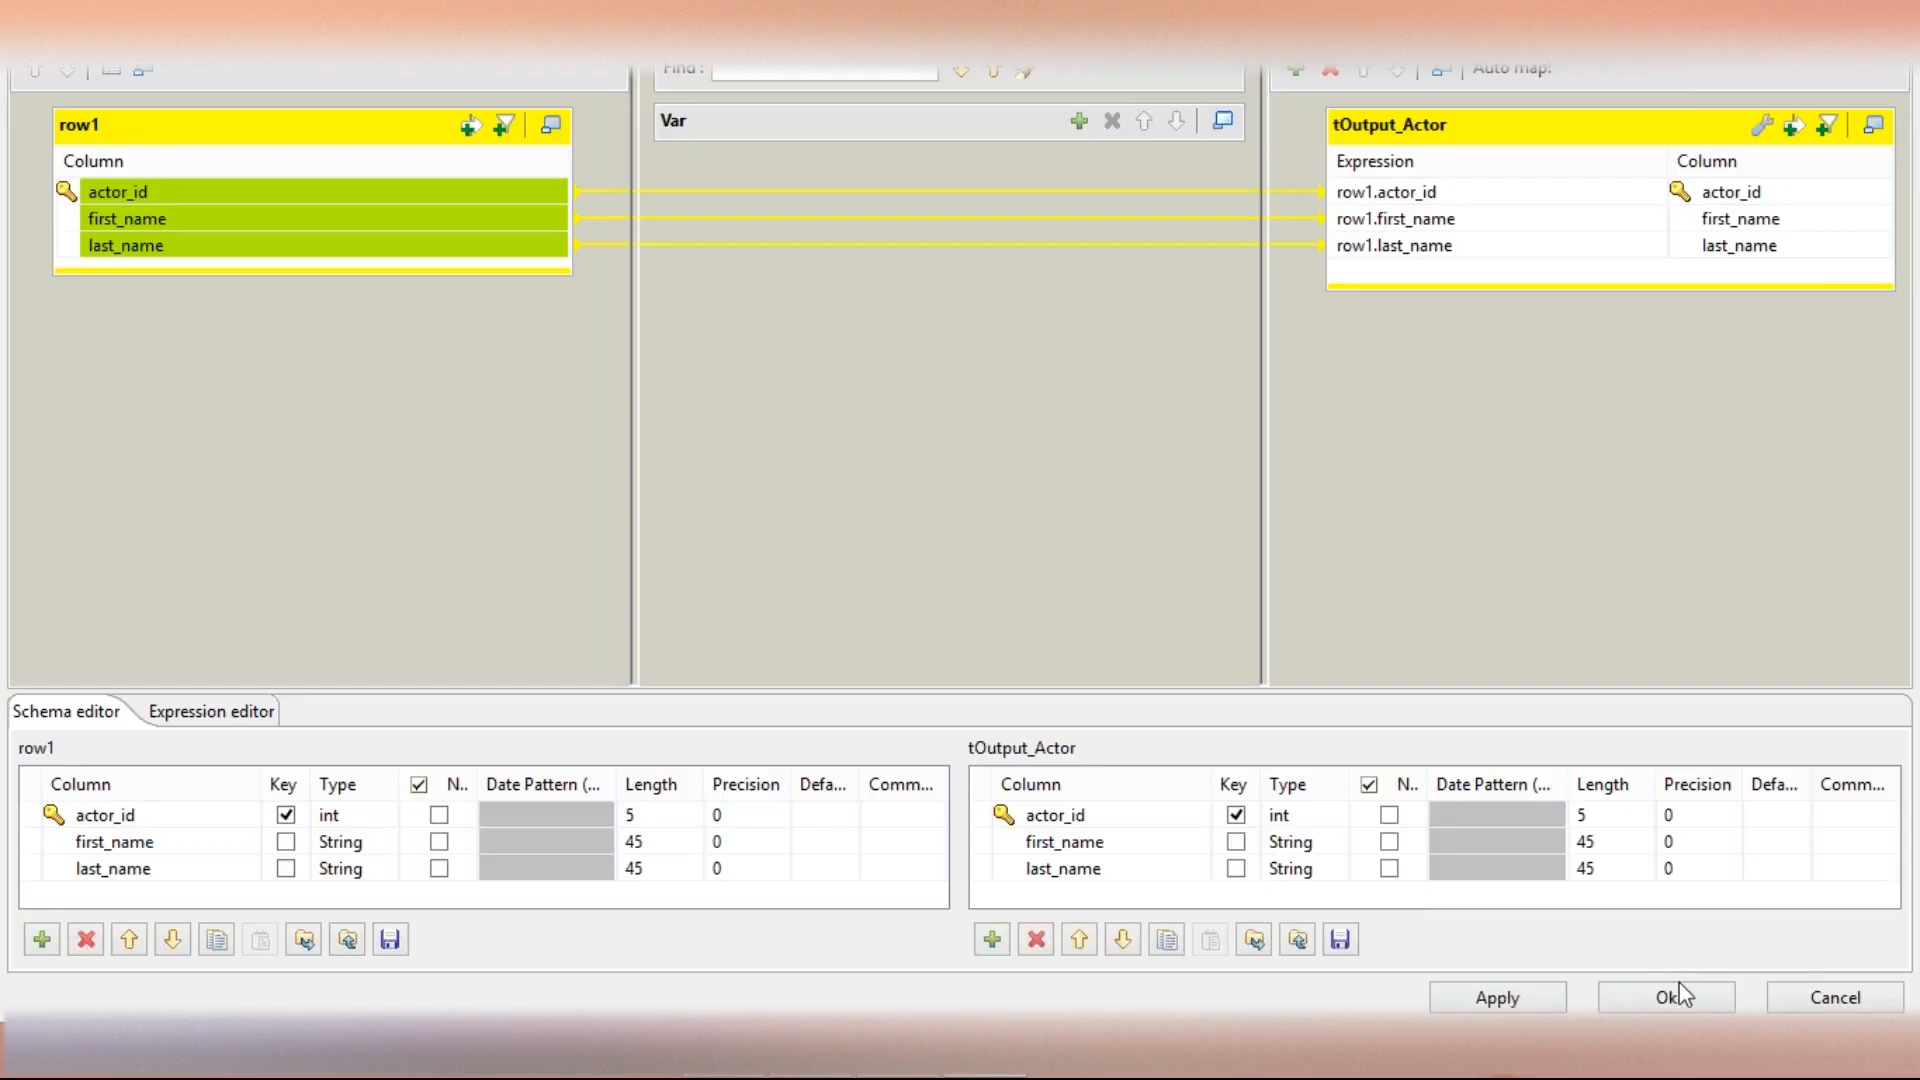 Find :
Auto map!
row1
Var
tOutput_Actor
Column
Expression Column
actor_id
row1.actor_id actor_id
first_name
row1.first_name first_name
last_name
row1.last_name last_name
Schema editor Expression editor
row1
Column Key Type N.. Date Pattern (... Length Precision Defa... Comm...
actor_id int 5 0
first_name String 45 0
last_name String 45 0
tOutput_Actor
Column Key Type N.. Date Pattern (... Length Precision Defa... Comm...
actor_id int 5 0
first_name String 45 0
last_name String 45 0
Apply Ok Cancel